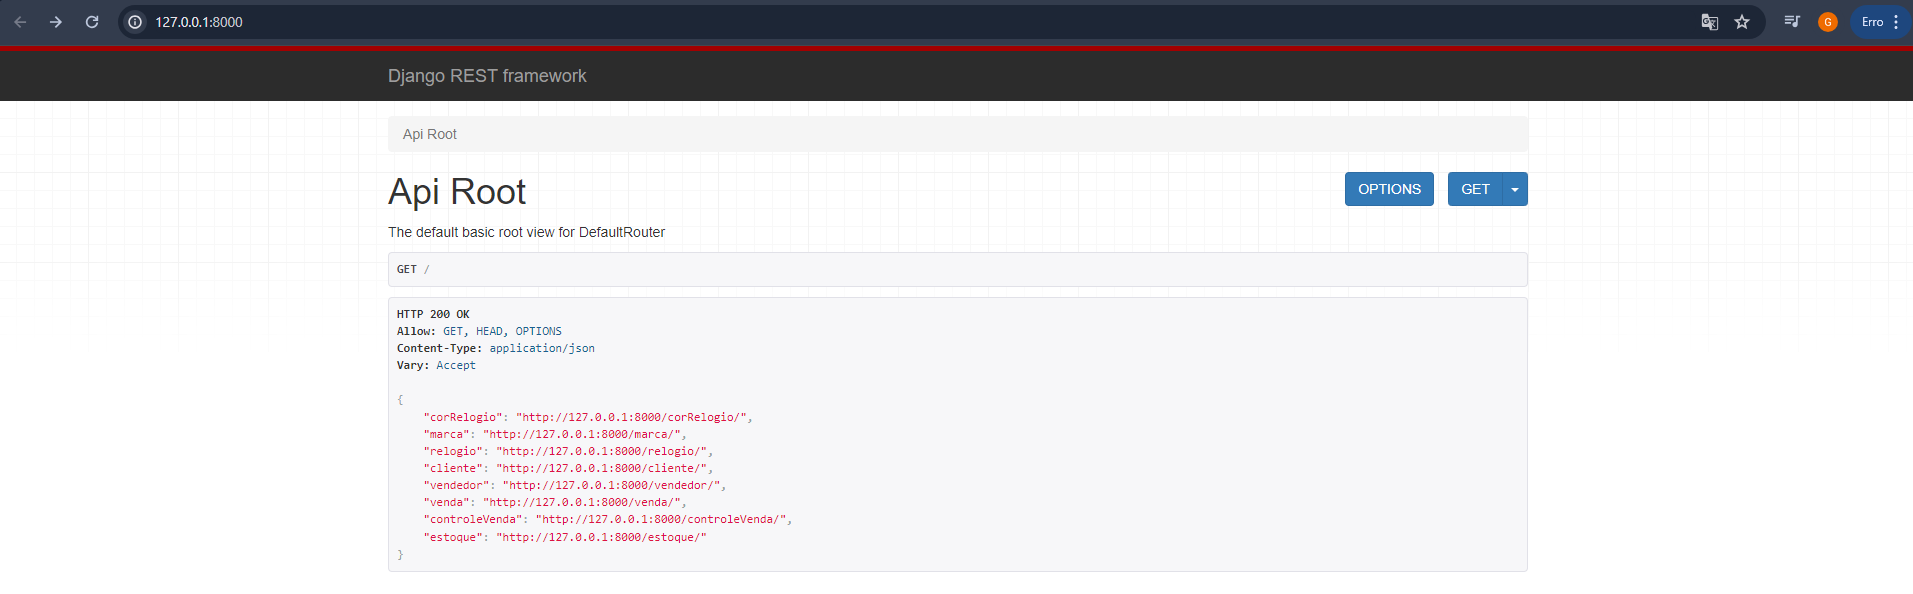 127.0.0.1:8000
G
Erro
Django REST framework
Api Root
Api Root
OPTIONS
GET
The default basic root view for DefaultRouter
GET /
HTTP 200 OK
Allow: GET, HEAD, OPTIONS
Content-Type: application/json
Vary: Accept
{
    "corRelogio": "http://127.0.0.1:8000/corRelogio/",
    "marca": "http://127.0.0.1:8000/marca/",
    "relogio": "http://127.0.0.1:8000/relogio/",
    "cliente": "http://127.0.0.1:8000/cliente/",
    "vendedor": "http://127.0.0.1:8000/vendedor/",
    "venda": "http://127.0.0.1:8000/venda/",
    "controleVenda": "http://127.0.0.1:8000/controleVenda/",
    "estoque": "http://127.0.0.1:8000/estoque/"
}